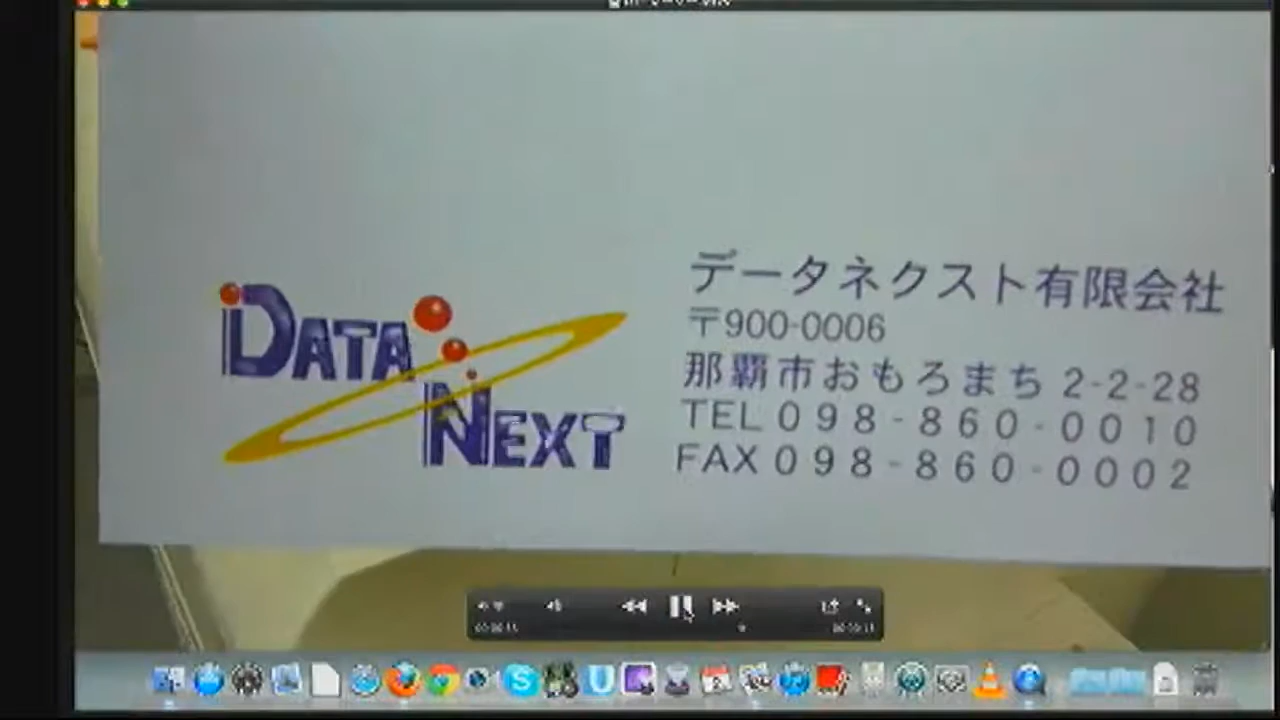 DATA
NEXT
データネクスト有限会社
〒900-0006
那覇市おもろまち 2-2-28
TEL 098-860-0010
FAX 098-860-0002